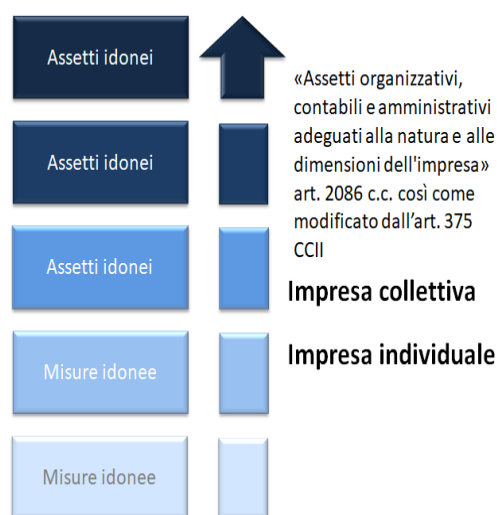 Assetti idonei
Assetti idonei
Assetti idonei
Misure idonee
Misure idonee
«Assetti organizzativi,
contabili e amministrativi
adeguati alla natura e alle
dimensioni dell'impresa»
art. 2086 c.c. così come
modificato dall’art. 375
CCII
Impresa collettiva
Impresa individuale